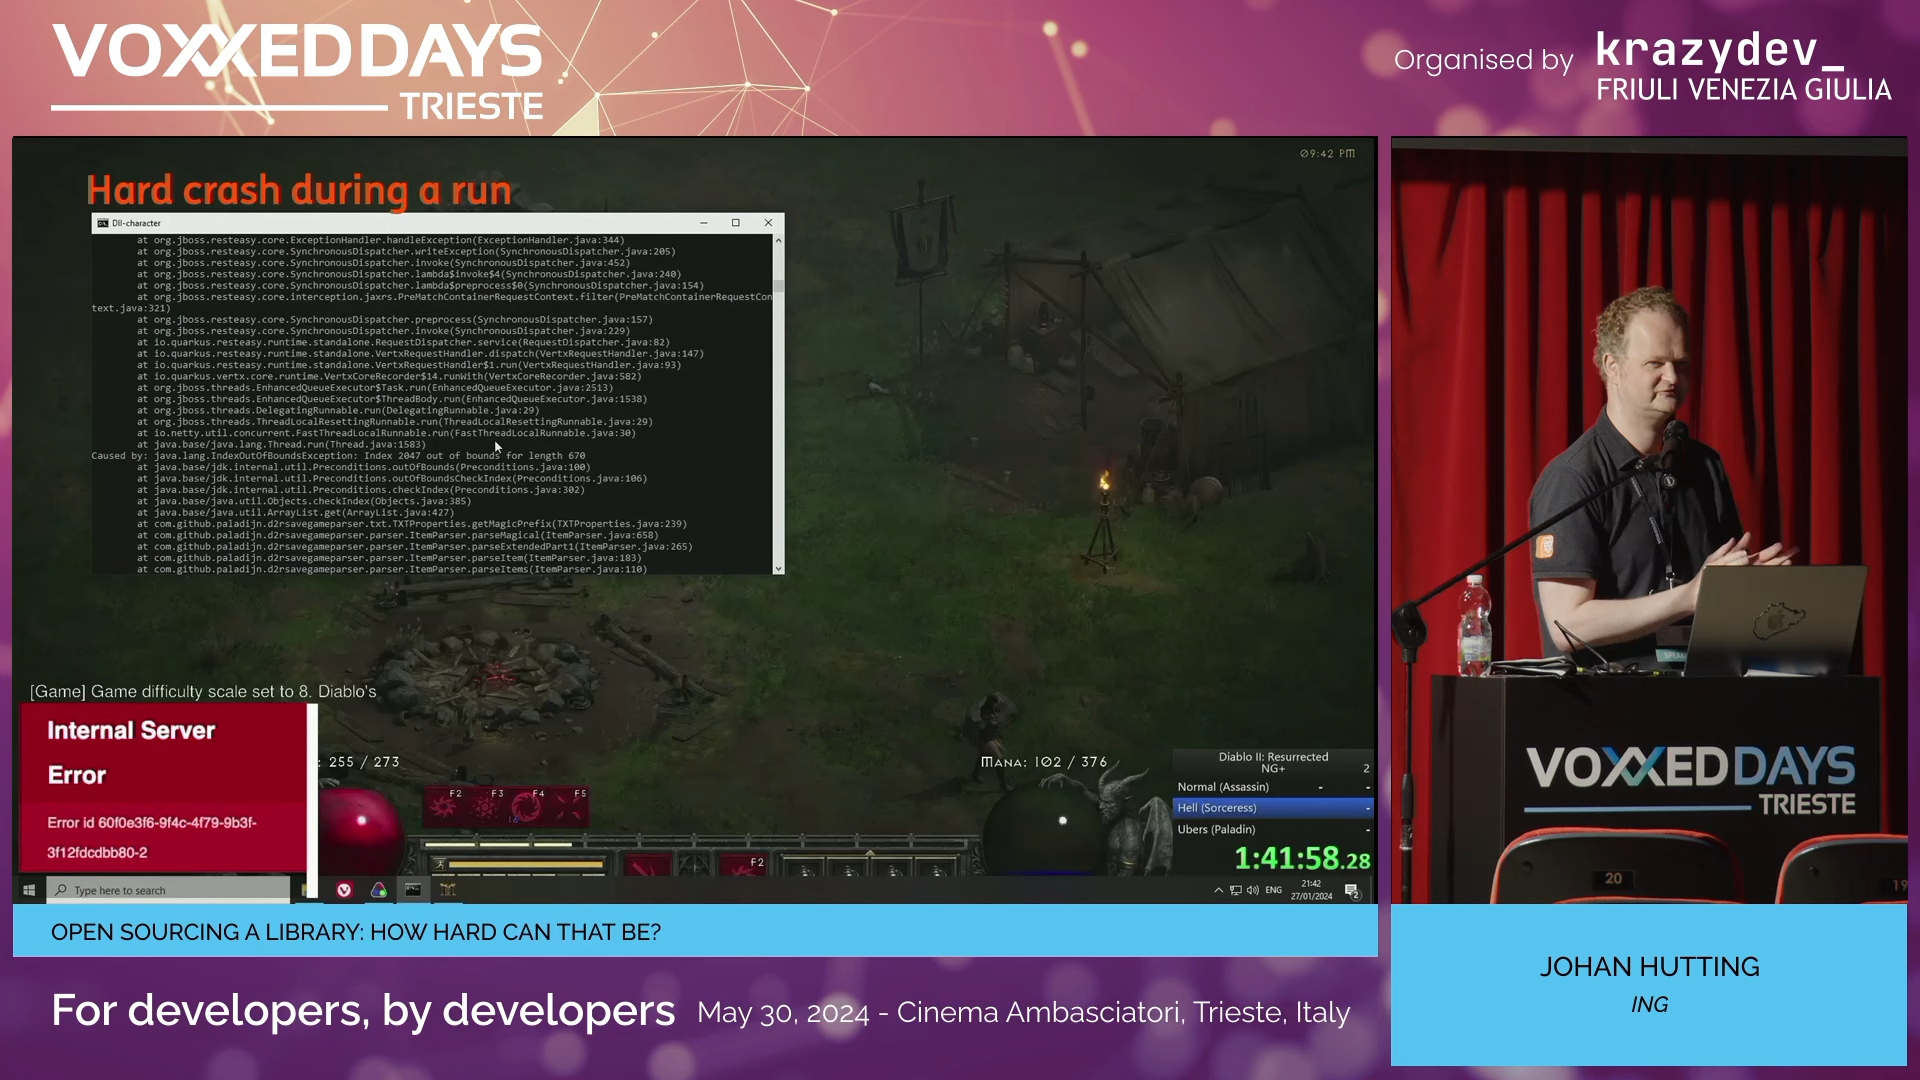 VOXXEDDAYS
TRIESTE
Organised by krazydev_
FRIULI VENEZIA GIULIA
09:42 PM
Hard crash during a run
DII-character
at org.jboss.resteasy.core.ExceptionHandler.handleException(ExceptionHandler.java:344)
at org.jboss.resteasy.core.SynchronousDispatcher.writeException(SynchronousDispatcher.java:205)
at org.jboss.resteasy.core.SynchronousDispatcher.invoke(SynchronousDispatcher.java:452)
at org.jboss.resteasy.core.SynchronousDispatcher.lambda$invoke$4(SynchronousDispatcher.java:240)
at org.jboss.resteasy.core.SynchronousDispatcher.lambda$preprocess$0(SynchronousDispatcher.java:154)
at org.jboss.resteasy.core.interception.jaxrs.PreMatchContainerRequestContext.filter(PreMatchContainerRequestCon
text.java:321)
at org.jboss.resteasy.core.SynchronousDispatcher.preprocess(SynchronousDispatcher.java:157)
at org.jboss.resteasy.core.SynchronousDispatcher.invoke(SynchronousDispatcher.java:229)
at io.quarkus.resteasy.runtime.standalone.RequestDispatcher.service(RequestDispatcher.java:82)
at io.quarkus.resteasy.runtime.standalone.VertxRequestHandler.dispatch(VertxRequestHandler.java:147)
at io.quarkus.resteasy.runtime.standalone.VertxRequestHandler$1.run(VertxRequestHandler.java:93)
at io.quarkus.vertx.core.runtime.VertxCoreRecorder$14.runWith(VertxCoreRecorder.java:582)
at org.jboss.threads.EnhancedQueueExecutor$Task.run(EnhancedQueueExecutor.java:2513)
at org.jboss.threads.EnhancedQueueExecutor$ThreadBody.run(EnhancedQueueExecutor.java:1538)
at org.jboss.threads.DelegatingRunnable.run(DelegatingRunnable.java:29)
at org.jboss.threads.ThreadLocalResettingRunnable.run(ThreadLocalResettingRunnable.java:29)
at io.netty.util.concurrent.FastThreadLocalRunnable.run(FastThreadLocalRunnable.java:30)
at java.base/java.lang.Thread.run(Thread.java:1583)
Caused by: java.lang.IndexOutOfBoundsException: Index 2047 out of bounds for length 670
at java.base/jdk.internal.util.Preconditions.outOfBounds(Preconditions.java:100)
at java.base/jdk.internal.util.Preconditions.outOfBoundsCheckIndex(Preconditions.java:106)
at java.base/jdk.internal.util.Preconditions.checkIndex(Preconditions.java:302)
at java.base/java.util.Objects.checkIndex(Objects.java:385)
at java.base/java.util.ArrayList.get(ArrayList.java:427)
at com.github.paladijn.d2rsavegameparser.txt.TXTProperties.getMagicPrefix(TXTProperties.java:239)
at com.github.paladijn.d2rsavegameparser.parser.ItemParser.parseMagical(ItemParser.java:658)
at com.github.paladijn.d2rsavegameparser.parser.ItemParser.parseExtendedPart1(ItemParser.java:265)
at com.github.paladijn.d2rsavegameparser.parser.ItemParser.parseItem(ItemParser.java:183)
at com.github.paladijn.d2rsavegameparser.parser.ItemParser.parseItems(ItemParser.java:110)
[Game] Game difficulty scale set to 8. Diablo's
Internal Server
Error
Error id 60f0e3f6-9f4c-4f79-9b3f-
3f12fdcdbb80-2
: 255 / 273
F2 F3 F4 F5
16
F2
Mana: 102 / 376
Diablo II: Resurrected
NG+ 2
Normal (Assassin) - -
Hell (Sorceress) -
Ubers (Paladin) -
1:41:58.28
Type here to search
ENG
21:42
27/01/2024
2
SPEA
VOXXEDDAYS
TRIESTE
20
19
OPEN SOURCING A LIBRARY: HOW HARD CAN THAT BE?
JOHAN HUTTING
ING
For developers, by developers May 30, 2024 - Cinema Ambasciatori, Trieste, Italy